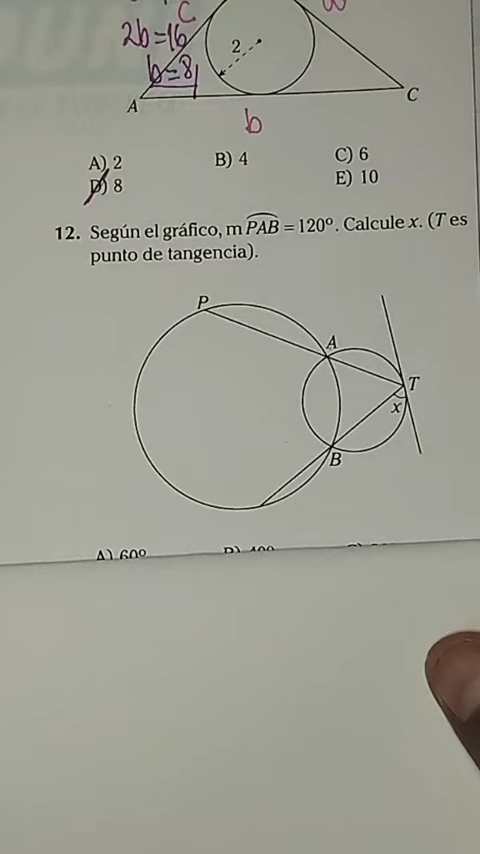 C
2b=16
2
b=8
A
C
b
A) 2
B) 4
C) 6
D) 8
E) 10
12. Según el gráfico, m PAB = 120°. Calcule x. (T es
punto de tangencia).
P
A
T
x
B
A) 60°